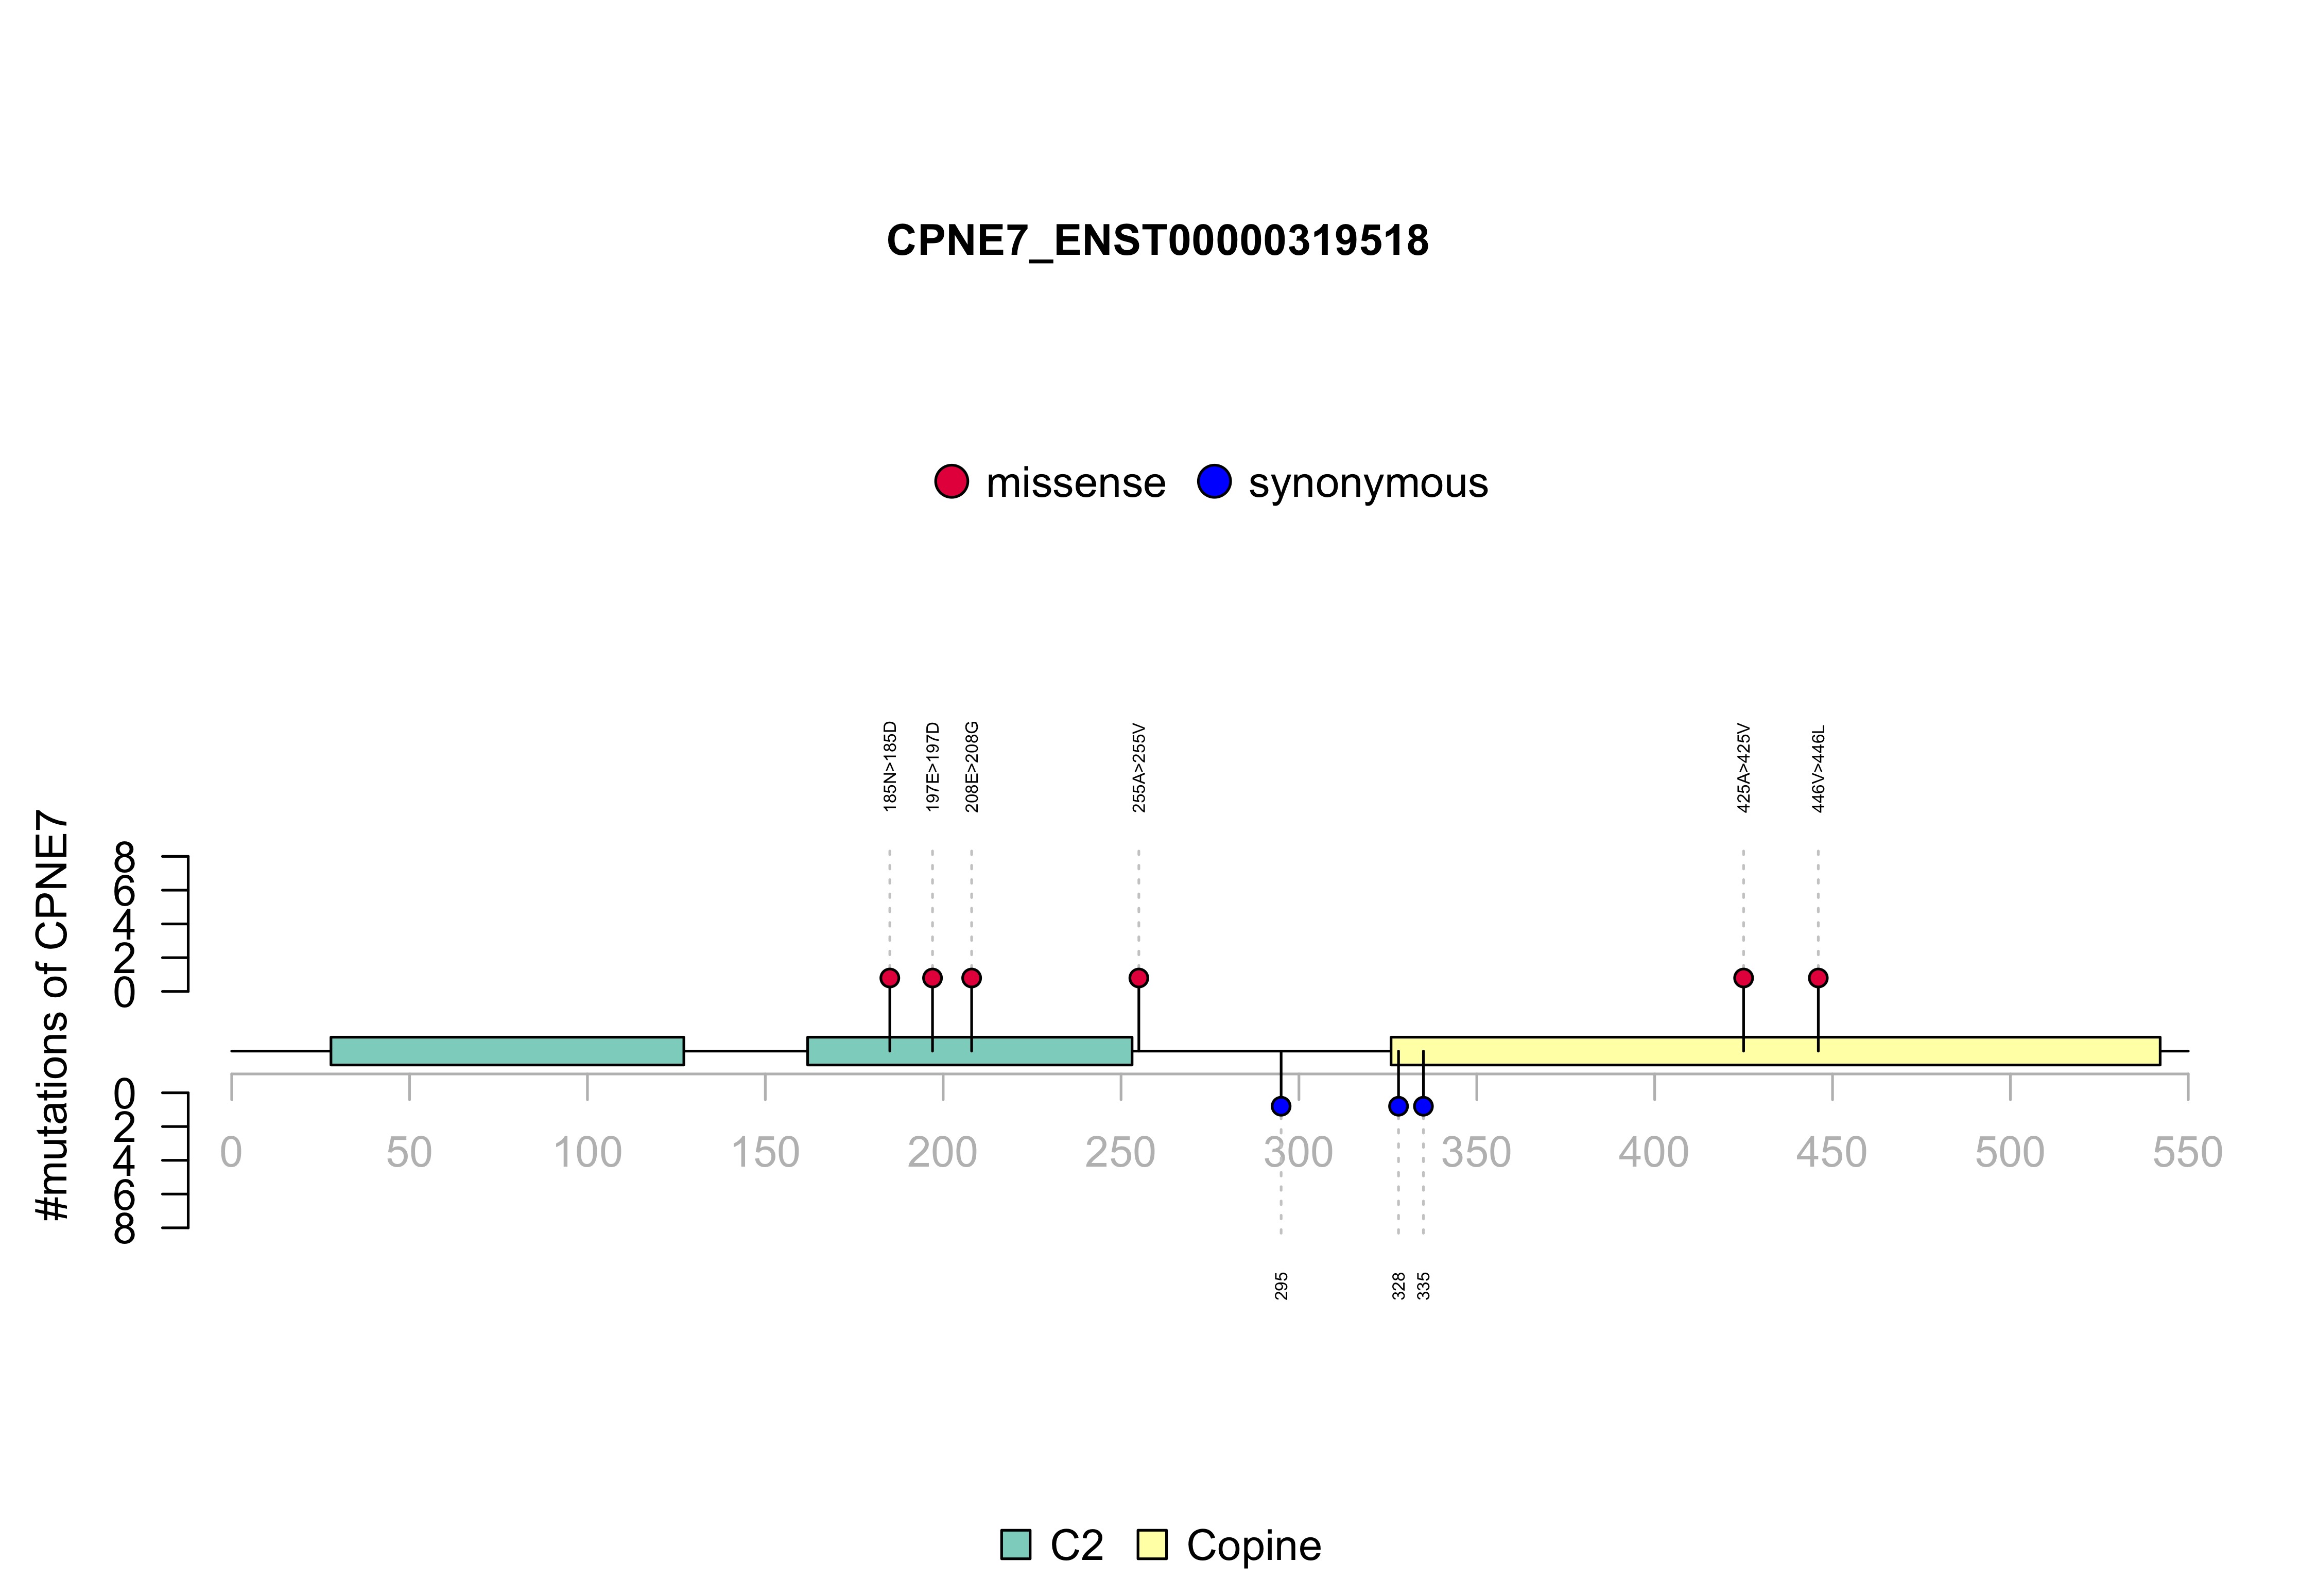 CPNE7_ENST00000319518
missense synonymous
185N>185D
197E>197D
208E>208G
255A>255V
425A>425V
446V>446L
#mutations of CPNE7
8
6
4
2
0
0
2
4
6
8
0 50 100 150 200 250 300 350 400 450 500 550
295
328
335
C2 Copine